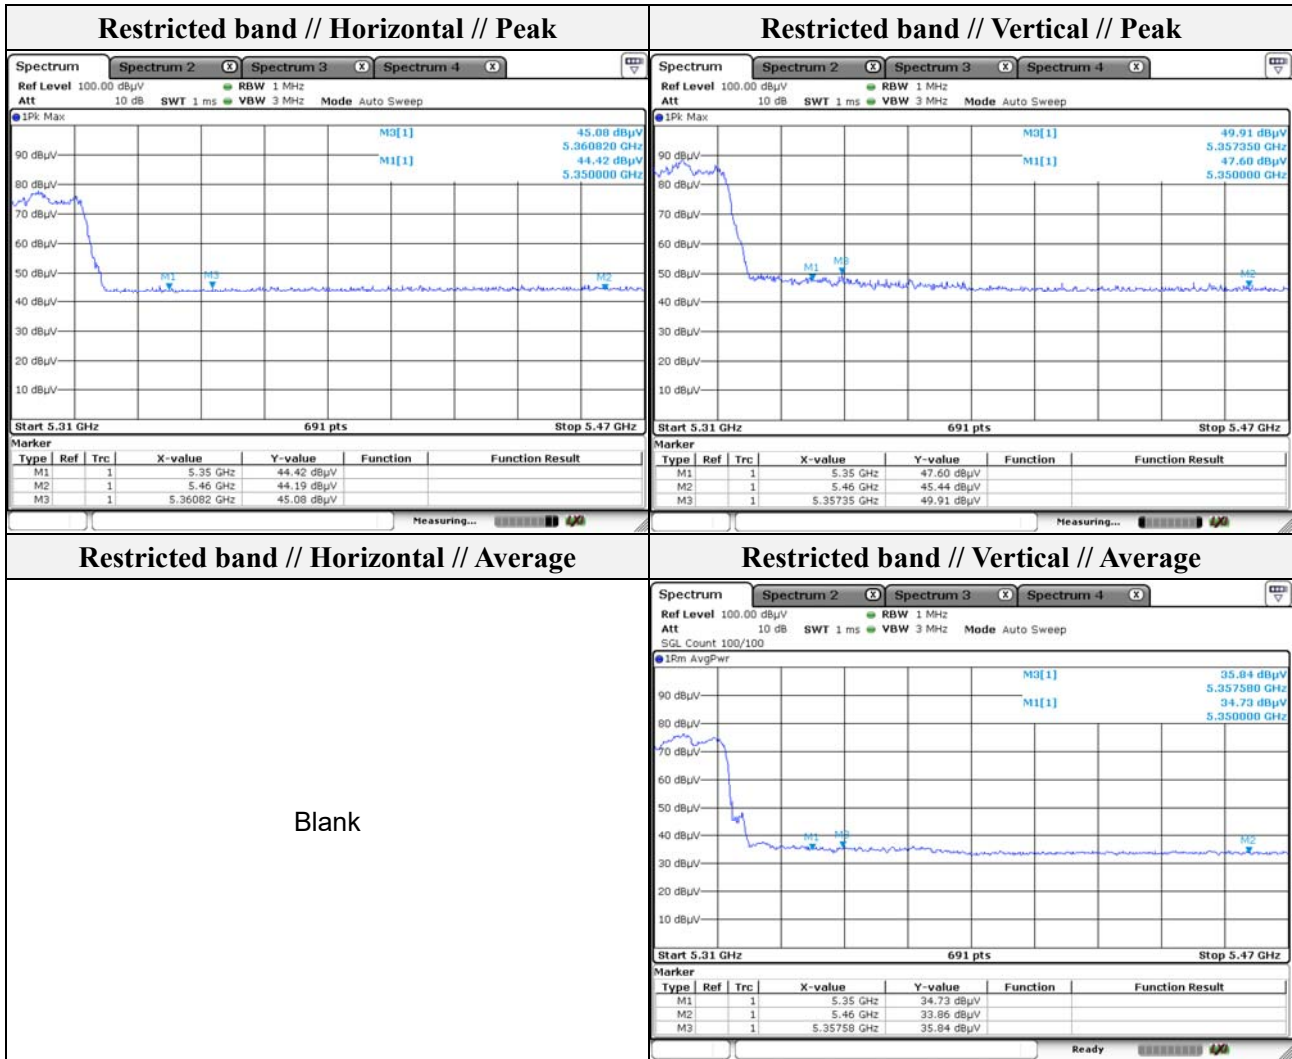 Restricted band // Horizontal // Peak
Spectrum Spectrum 2 Spectrum 3 Spectrum 4
Ref Level 100.00 dBµV RBW 1 MHz
Att 10 dB SWT 1 ms VBW 3 MHz Mode Auto Sweep
1Pk Max
M3[1] 45.08 dBµV
5.360820 GHz
90 dBµV
M1[1] 44.42 dBµV
5.350000 GHz
80 dBµV
70 dBµV
60 dBµV
50 dBµV
M1 M3 M2
40 dBµV
30 dBµV
20 dBµV
10 dBµV
Start 5.31 GHz 691 pts Stop 5.47 GHz
Marker
Type Ref Trc X-value Y-value Function Function Result
M1 1 5.35 GHz 44.42 dBµV
M2 1 5.46 GHz 44.19 dBµV
M3 1 5.36082 GHz 45.08 dBµV
Measuring...
Restricted band // Vertical // Peak
Spectrum Spectrum 2 Spectrum 3 Spectrum 4
Ref Level 100.00 dBµV RBW 1 MHz
Att 10 dB SWT 1 ms VBW 3 MHz Mode Auto Sweep
1Pk Max
M3[1] 49.91 dBµV
5.357350 GHz
90 dBµV
M1[1] 47.60 dBµV
5.350000 GHz
80 dBµV
70 dBµV
60 dBµV
50 dBµV
M1 M3 M2
40 dBµV
30 dBµV
20 dBµV
10 dBµV
Start 5.31 GHz 691 pts Stop 5.47 GHz
Marker
Type Ref Trc X-value Y-value Function Function Result
M1 1 5.35 GHz 47.60 dBµV
M2 1 5.46 GHz 45.44 dBµV
M3 1 5.35735 GHz 49.91 dBµV
Measuring...
Restricted band // Horizontal // Average
Blank
Restricted band // Vertical // Average
Spectrum Spectrum 2 Spectrum 3 Spectrum 4
Ref Level 100.00 dBµV RBW 1 MHz
Att 10 dB SWT 1 ms VBW 3 MHz Mode Auto Sweep
SGL Count 100/100
1Rm AvgPwr
M3[1] 35.84 dBµV
5.357580 GHz
90 dBµV
M1[1] 34.73 dBµV
5.350000 GHz
80 dBµV
70 dBµV
60 dBµV
50 dBµV
40 dBµV
M1 M3 M2
30 dBµV
20 dBµV
10 dBµV
Start 5.31 GHz 691 pts Stop 5.47 GHz
Marker
Type Ref Trc X-value Y-value Function Function Result
M1 1 5.35 GHz 34.73 dBµV
M2 1 5.46 GHz 33.86 dBµV
M3 1 5.35758 GHz 35.84 dBµV
Ready